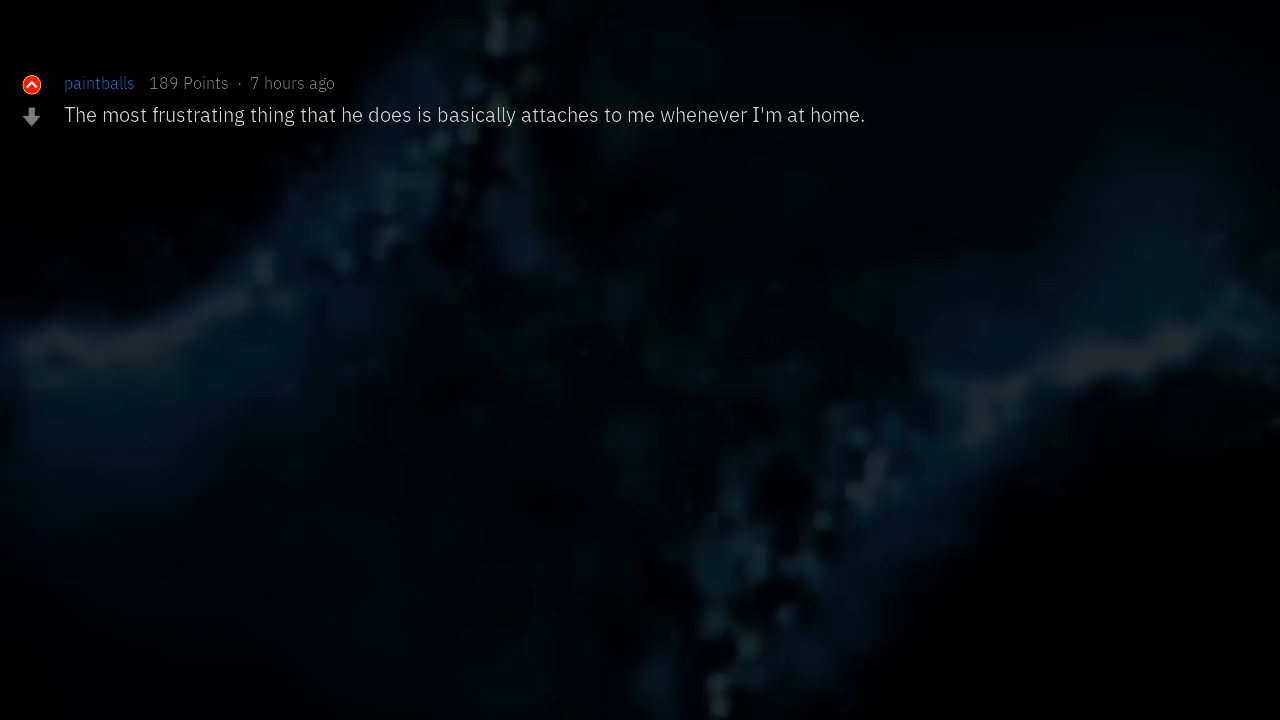 paintballs 189 Points · 7 hours ago
The most frustrating thing that he does is basically attaches to me whenever I'm at home.